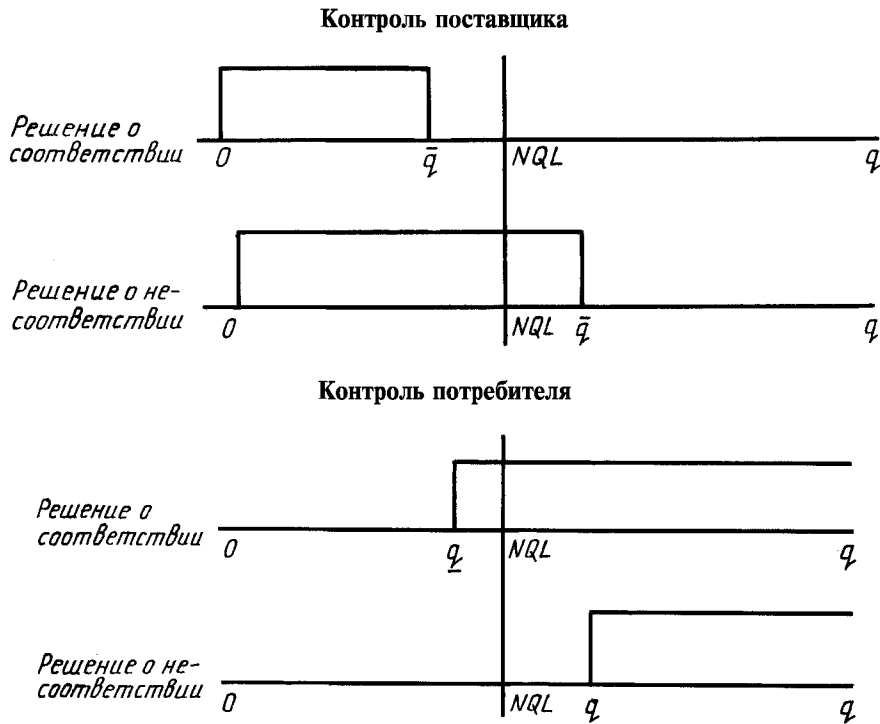 Контроль поставщика
Решение о
соответствии
0 q̄ NQL q
Решение о не-
соответствии
0 NQL q̄ q
Контроль потребителя
Решение о
соответствии
0 q̲ NQL q
Решение о не-
соответствии
0 NQL q q